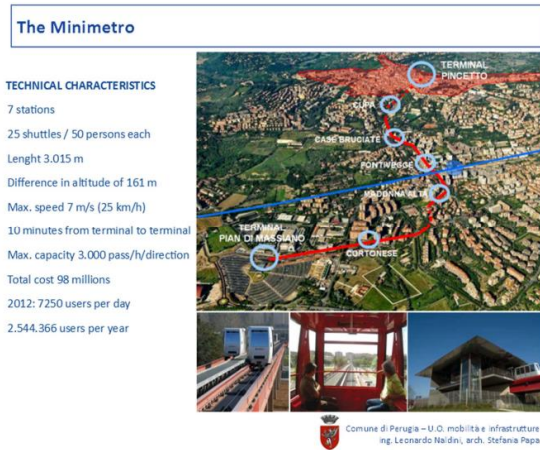 The Minimetro
TECHNICAL CHARACTERISTICS
7 stations
25 shuttles / 50 persons each
Lenght 3.015 m
Difference in altitude of 161 m
Max. speed 7 m/s (25 km/h)
10 minutes from terminal to terminal
Max. capacity 3.000 pass/h/direction
Total cost 98 millions
2012: 7250 users per day
2.544.366 users per year
TERMINAL
PINCETTO
CUPA
CASE BRUCIATE
FONTIVEGGE
MADONNA ALTA
TERMINAL
PIAN DI MASSIANO
CORTONESE
Comune di Perugia – U.O. mobilità e infrastrutture
ing. Leonardo Naldini, arch. Stefania Papa